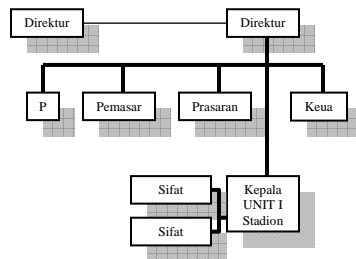 Direktur
Direktur
P
Pemasar
Prasaran
Keua
Sifat
Kepala
UNIT I
Stadion
Sifat